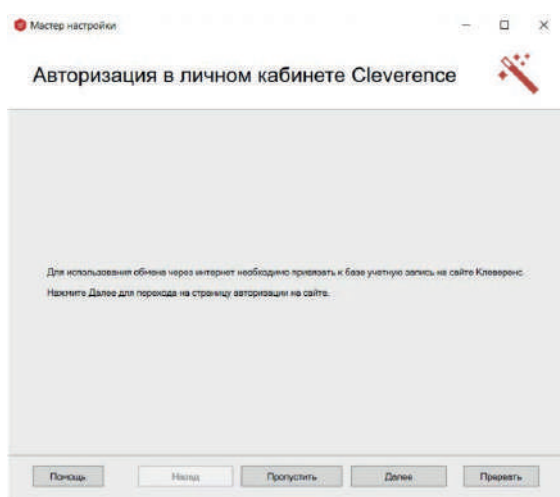 Мастер настройки
Авторизация в личном кабинете Cleverence
Для использования обмена через интернет необходимо привязать к базе учетную запись на сайте Клеверенс.
Нажмите Далее для перехода на страницу авторизации на сайте.
Помощь
Назад
Пропустить
Далее
Прервать